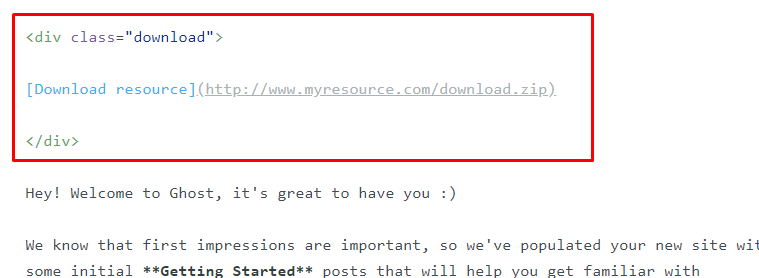 <div class="download">
[Download resource](http://www.myresource.com/download.zip)
</div>
Hey! Welcome to Ghost, it's great to have you :)
We know that first impressions are important, so we've populated your new site wit
some initial **Getting Started** posts that will help you get familiar with